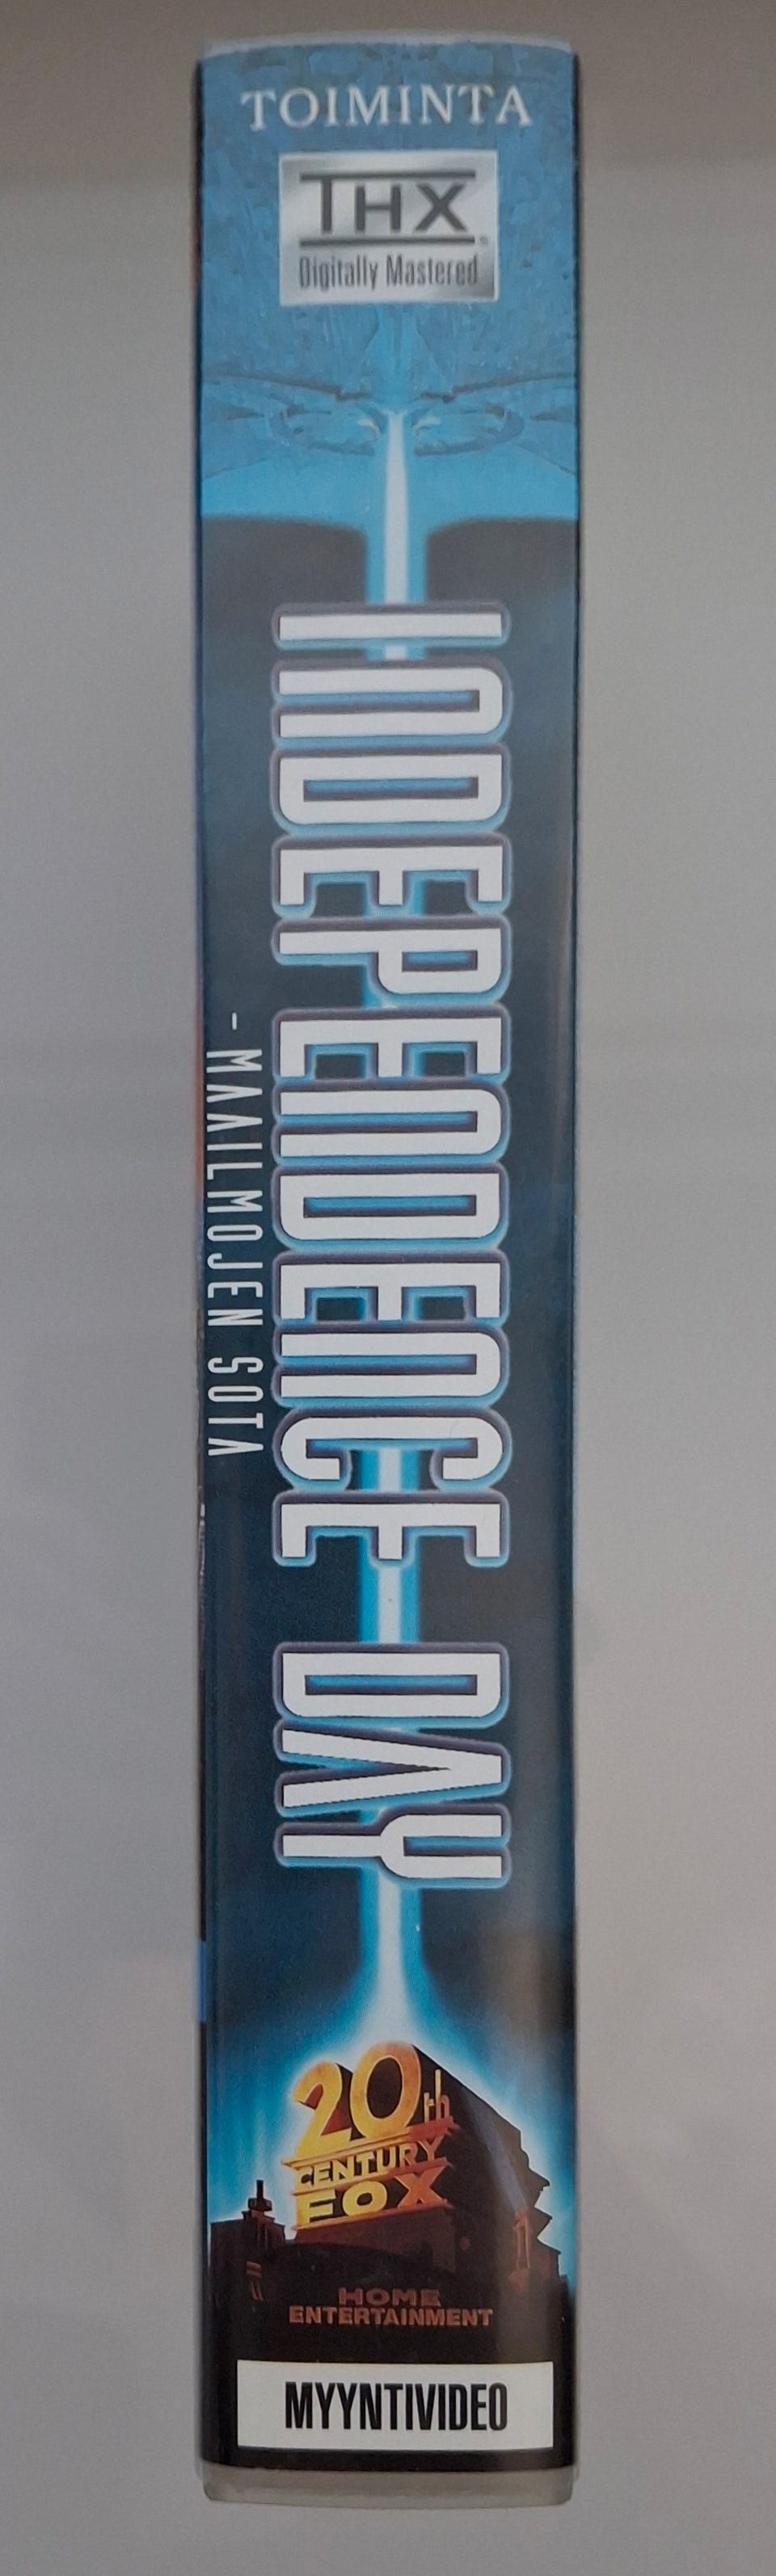 TOIMINTA
THX
Digitally Mastered
INDEPENDENCE DAY
- MAAILMOJEN SOTA
20th
CENTURY
FOX
HOME
ENTERTAINMENT
MYYNTIVIDEO